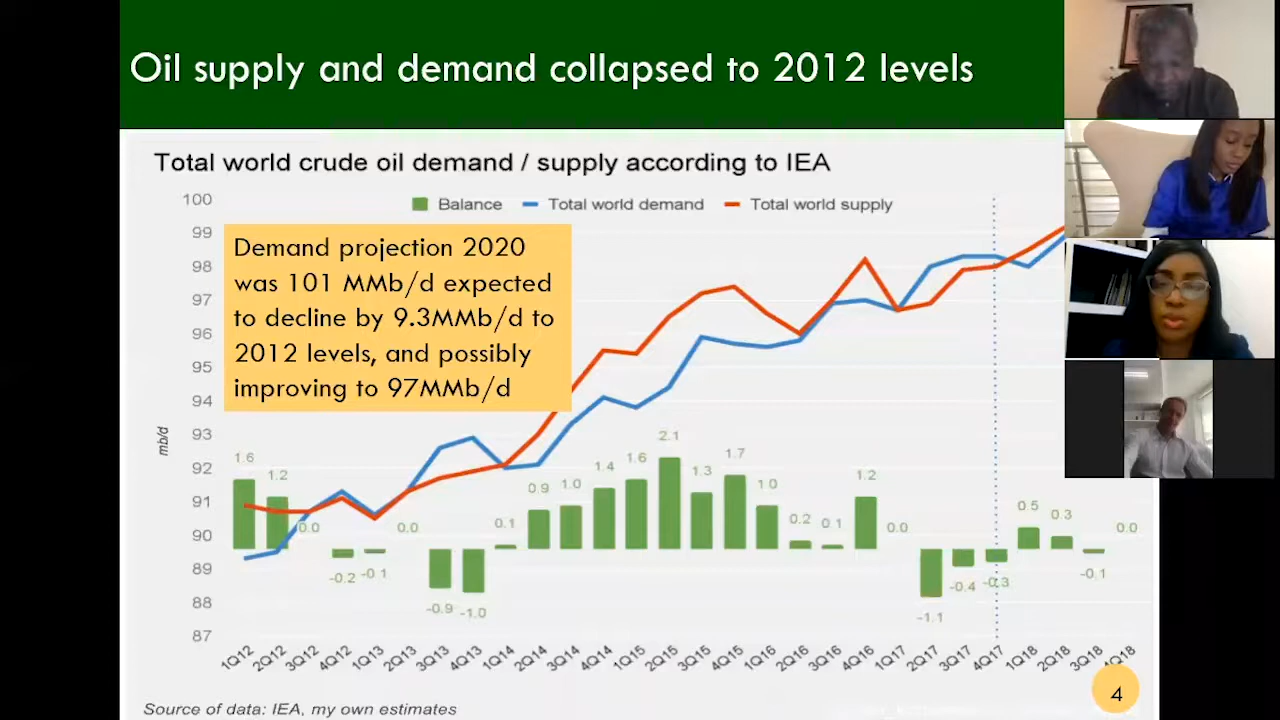 Oil supply and demand collapsed to 2012 levels
Total world crude oil demand / supply according to IEA
Balance Total world demand Total world supply
100
99
98
97
96
95
94
93
92
91
90
89
88
87
mb/d
Demand projection 2020
was 101 MMb/d expected
to decline by 9.3MMb/d to
2012 levels, and possibly
improving to 97MMb/d
1.6 1.2 0.0 -0.2 -0.1 0.0 -0.9 -1.0 0.1 0.9 1.0 1.4 1.6 2.1 1.3 1.7 1.0 0.2 0.1 1.2 0.0 -1.1 -0.4 -0.3 0.5 0.3 -0.1 0.0
1Q12 2Q12 3Q12 4Q12 1Q13 2Q13 3Q13 4Q13 1Q14 2Q14 3Q14 4Q14 1Q15 2Q15 3Q15 4Q15 1Q16 2Q16 3Q16 4Q16 1Q17 2Q17 3Q17 4Q17 1Q18 2Q18 3Q18 4Q18
4
Source of data: IEA, my own estimates